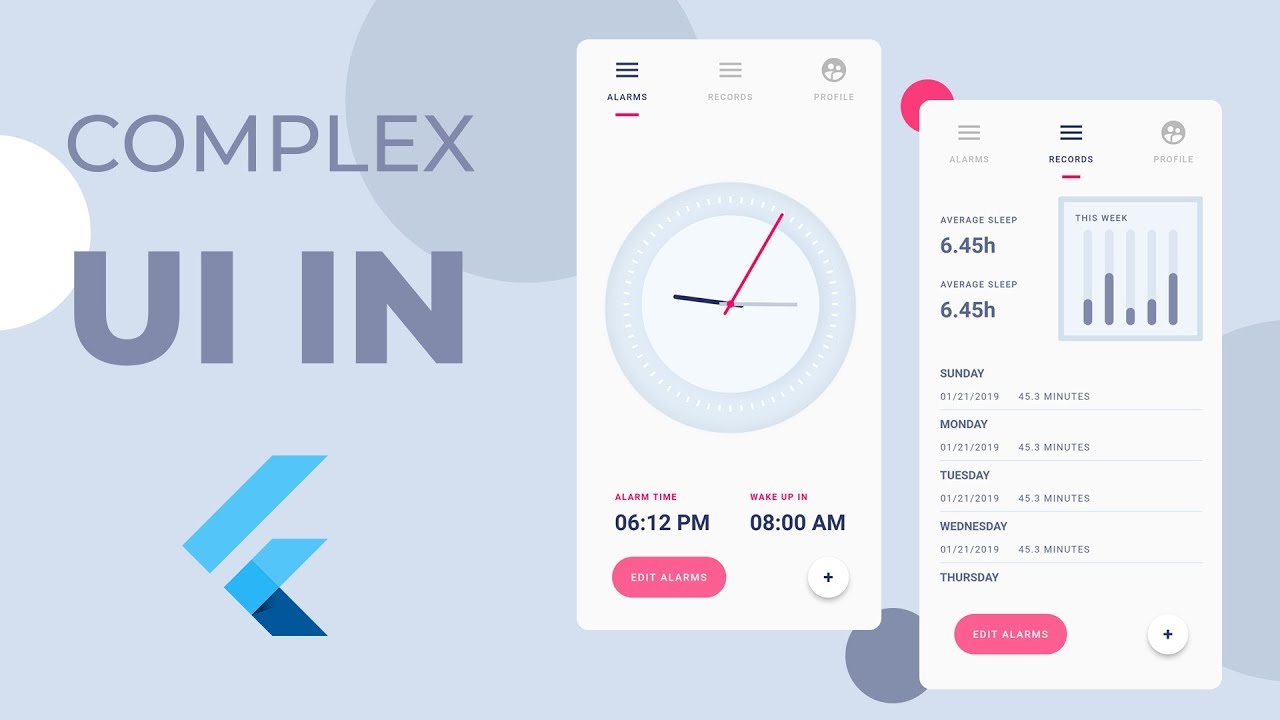 COMPLEX
UI IN
ALARMS
RECORDS
PROFILE
ALARM TIME
WAKE UP IN
06:12 PM
08:00 AM
EDIT ALARMS
+
ALARMS
RECORDS
PROFILE
AVERAGE SLEEP
6.45h
AVERAGE SLEEP
6.45h
THIS WEEK
SUNDAY
01/21/2019 45.3 MINUTES
MONDAY
01/21/2019 45.3 MINUTES
TUESDAY
01/21/2019 45.3 MINUTES
WEDNESDAY
01/21/2019 45.3 MINUTES
THURSDAY
EDIT ALARMS
+